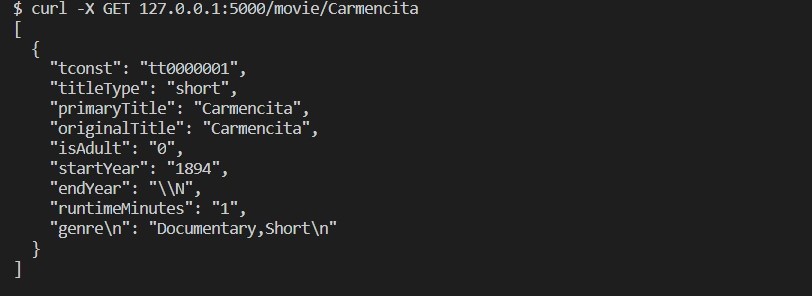 $ curl -X GET 127.0.0.1:5000/movie/Carmencita
[
  {
    "tconst": "tt0000001",
    "titleType": "short",
    "primaryTitle": "Carmencita",
    "originalTitle": "Carmencita",
    "isAdult": "0",
    "startYear": "1894",
    "endYear": "\\N",
    "runtimeMinutes": "1",
    "genre\n": "Documentary,Short\n"
  }
]